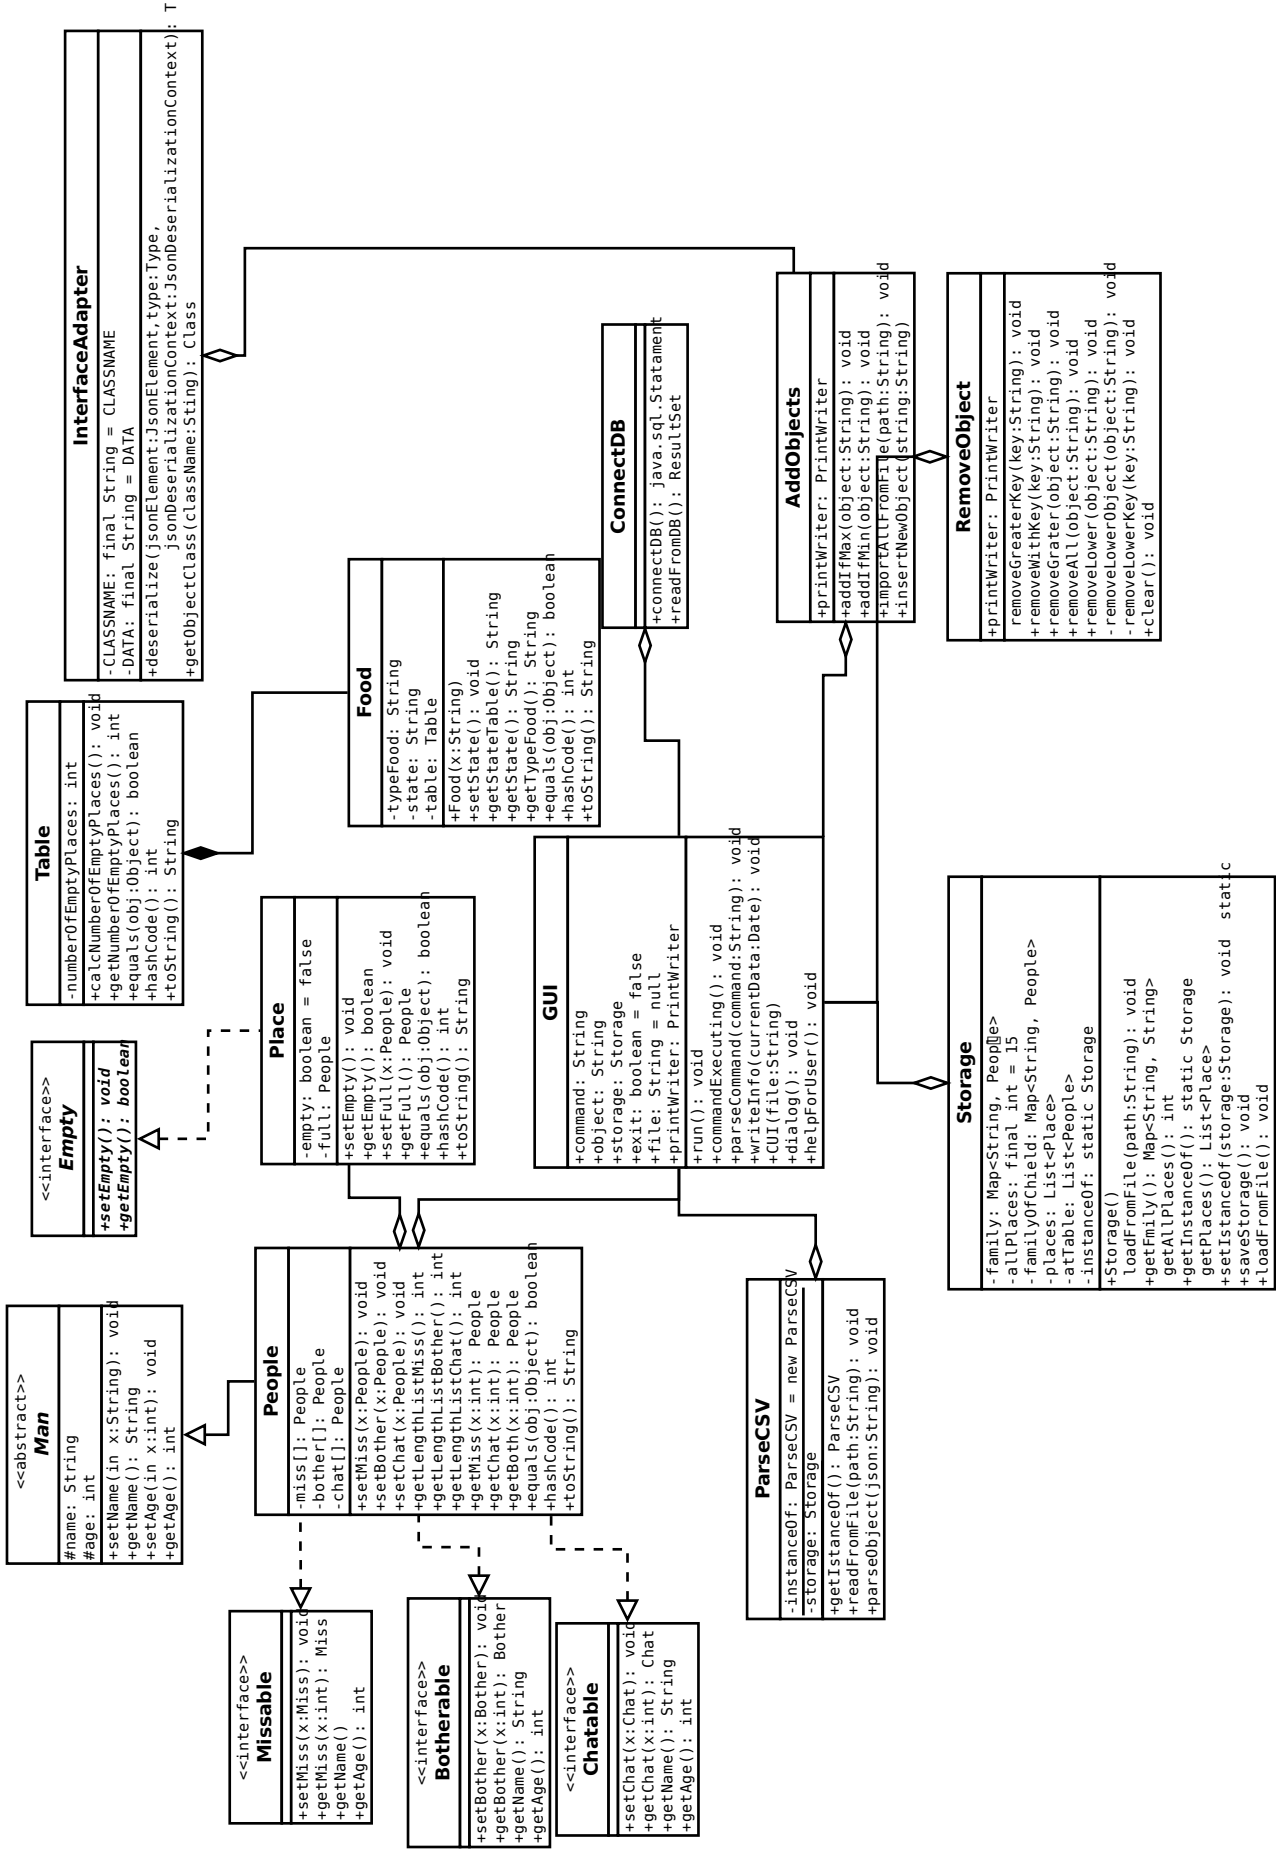 <<abstract>>
Man
#name: String
#age: int
+setName(in x:String): void
+getName(): String
+setAge(in x:int): void
+getAge(): int
<<interface>>
Empty
+setEmpty(): void
+getEmpty(): boolean
Table
-numberOfEmptyPlaces: int
+calcNumberOfEmptyPlaces(): void
+getNumberOfEmptyPlaces(): int
+equals(obj:Object): boolean
+hashCode(): int
+toString(): String
InterfaceAdapter
-CLASSNAME: final String = CLASSNAME
-DATA: final String = DATA
+deserialize(jsonElement:JsonElement,type:Type,
jsonDeserializationContext:JsonDeserializationContext): T
+getObjectClass(className:Sting): Class
<<interface>>
Missable
+setMiss(x:Miss): void
+getMiss(x:int): Miss
+getName()
+getAge(): int
People
-miss[]: People
-bother[]: People
-chat[]: People
+setMiss(x:People): void
+setBother(x:People): void
+setChat(x:People): void
+getLengthListMiss(): int
+getLengthListBother(): int
+getLengthListChat(): int
+getMiss(x:int): People
+getChat(x:int): People
+getBoth(x:int): People
+equals(obj:Object): boolean
+hashCode(): int
+toString(): String
Place
-empty: boolean = false
-full: People
+setEmpty(): void
+getEmpty(): boolean
+setFull(x:People): void
+getFull(): People
+equals(obj:Object): boolean
+hashCode(): int
+toString(): String
Food
-typeFood: String
-state: String
-table: Table
+Food(x:String)
+setState(): void
+getStateTable(): String
+getState(): String
+getTypeFood(): String
+equals(obj:Object): boolean
+hashCode(): int
+toString(): String
<<interface>>
Botherable
+setBother(x:Bother): void
+getBother(x:int): Bother
+getName(): String
+getAge(): int
<<interface>>
Chatable
+setChat(x:Chat): void
+getChat(x:int): Chat
+getName(): String
+getAge(): int
GUI
+command: String
+object: String
+storage: Storage
+exit: boolean = false
+file: String = null
+printWriter: PrintWriter
+run(): void
+commandExecuting(): void
+parseCommand(command:String): void
+writeInfo(currentData:Date): void
+CUI(file:String)
+dialog(): void
+helpForUser(): void
ConnectDB
+connectDB(): java.sql.Statament
+readFromDB(): ResultSet
ParseCSV
-instanceOf: ParseCSV = new ParseCSV
-storage: Storage
+getIstanceOf(): ParseCSV
+readFromFile(path:String): void
+parseObject(json:String): void
AddObjects
+printWriter: PrintWriter
+addIfMax(object:String): void
+addIfMin(object:String): void
+importAllFromFile(path:String): void
+insertNewObject(string:String)
Storage
-family: Map<String, People>
-allPlaces: final int = 15
-familyOfChield: Map<String, People>
-places: List<Place>
-atTable: List<People>
-instanceOf: static Storage
+Storage()
loadFromFile(path:String): void
+getFmily(): Map<String, String>
getAllPlaces(): int
+getInstanceOf(): static Storage
getPlaces(): List<Place>
+setIstanceOf(storage:Storage): void static
+saveStorage(): void
+loadFromFile(): void
RemoveObject
+printWriter: PrintWriter
removeGreaterKey(key:String): void
+removeWithKey(key:String): void
+removeGrater(object:String): void
+removeAll(object:String): void
+removeLower(object:String): void
-removeLowerObject(object:String): void
-removeLowerKey(key:String): void
+clear(): void